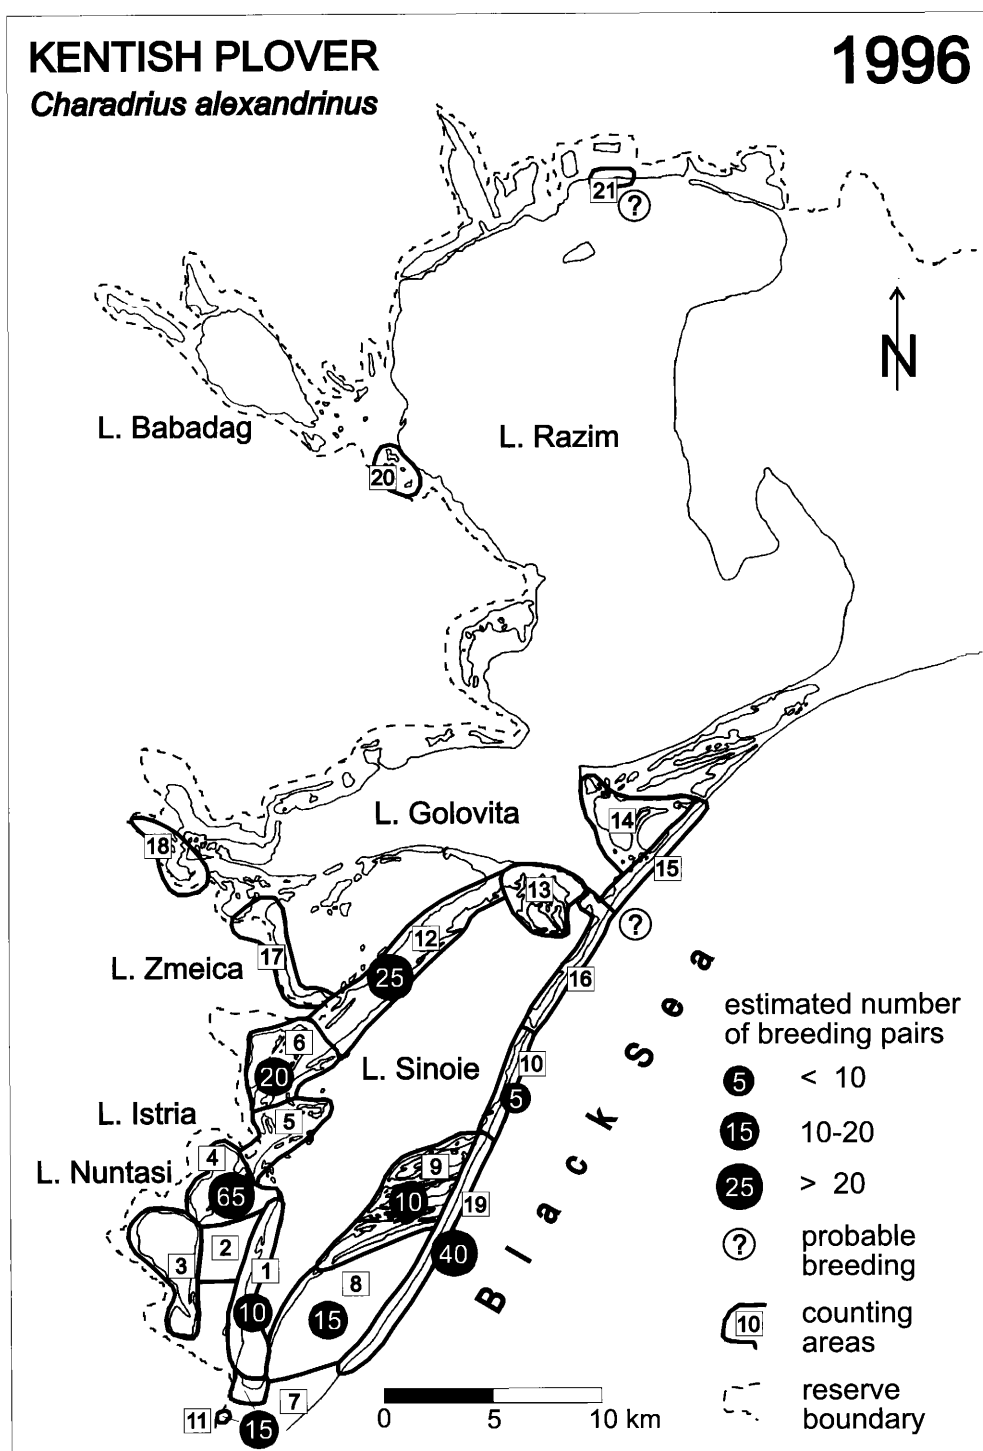 KENTISH PLOVER
1996
Charadrius alexandrinus
21
?
N
L. Babadag
L. Razim
20
L. Golovita
14
18
15
13
?
12
17
L. Zmeica
25
16
6
L. Sinoie
10
20
5
L. Istria
5
4
L. Nuntasi
9
65
10
19
2
3
1
40
8
10
15
7
11
15
Black Sea
estimated number
of breeding pairs
5 < 10
15 10-20
25 > 20
? probable
breeding
10 counting
areas
reserve
boundary
0 5 10 km